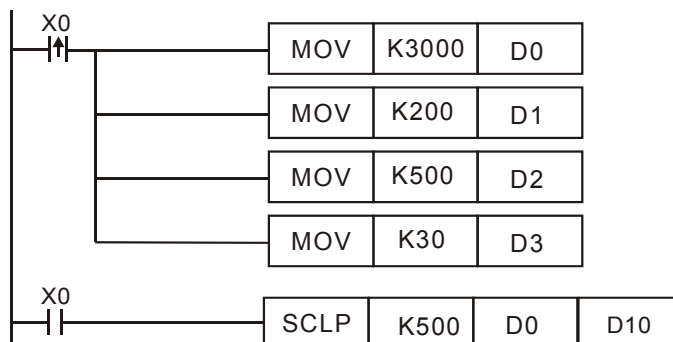 X0
MOV K3000 D0
MOV K200 D1
MOV K500 D2
MOV K30 D3
X0
SCLP K500 D0 D10